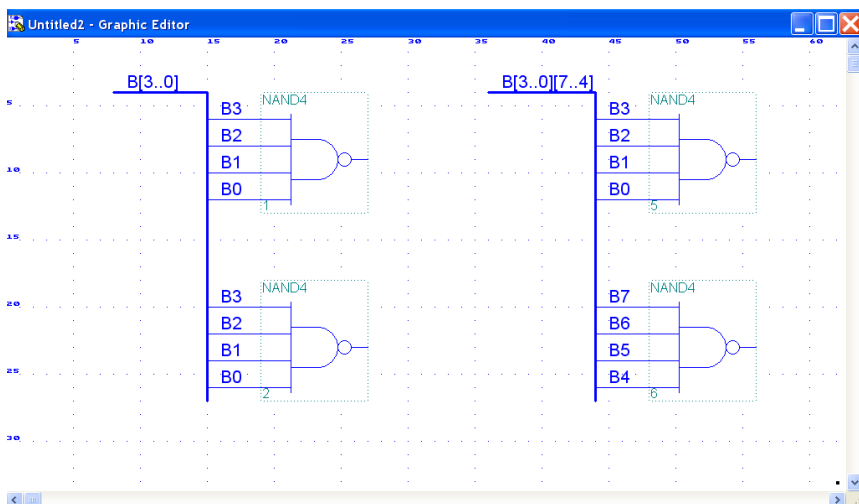 Untitled2 - Graphic Editor
5 10 15 20 25 30 35 40 45 50 55 60
B[3..0] B[3..0][7..4]
5 B3 NAND4 B3 NAND4
B2 B2
10 B1 B1
B0 B0
1 5
15
B3 NAND4 B7 NAND4
20
B2 B6
B1 B5
25 B0 B4
2 6
30